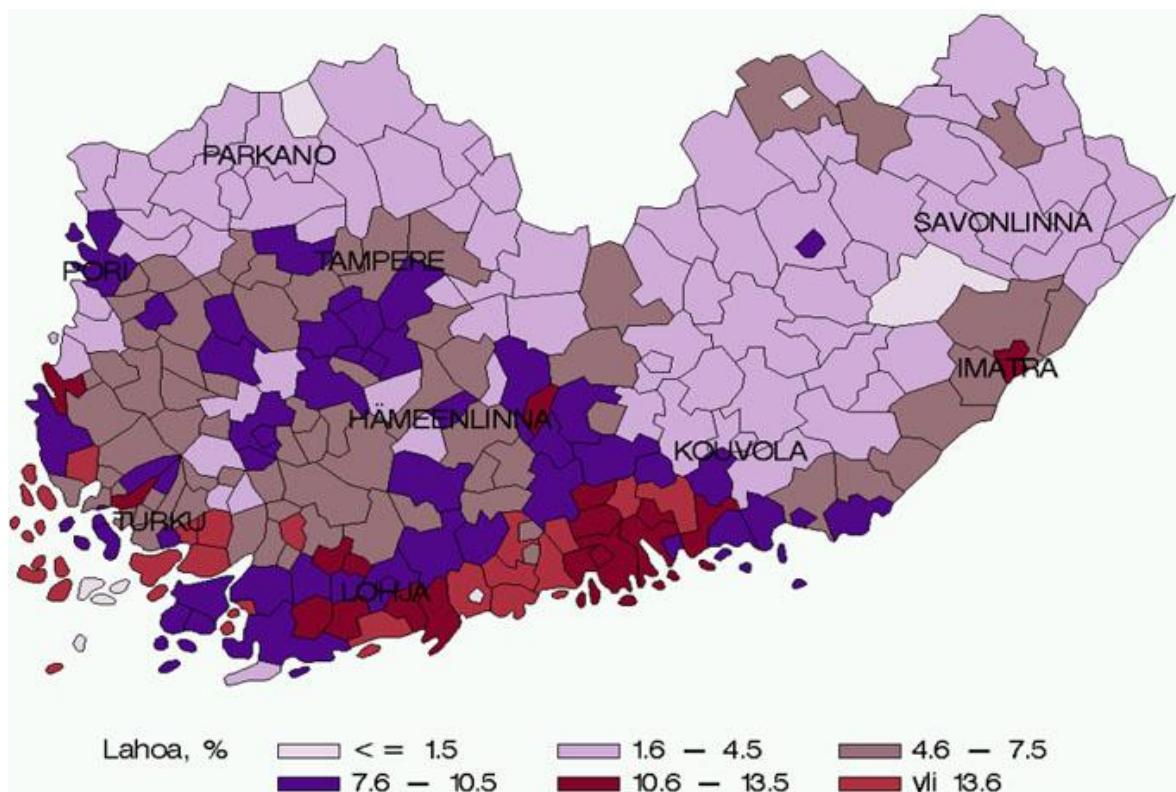 PARKANO
SAVONLINNA
PORI
TAMPERE
IMATRA
HÄMEENLINNA
KOUVOLA
TURKU
LOHJA
Lahoa, % <= 1.5 1.6 – 4.5 4.6 – 7.5
7.6 – 10.5 10.6 – 13.5 yli 13.6